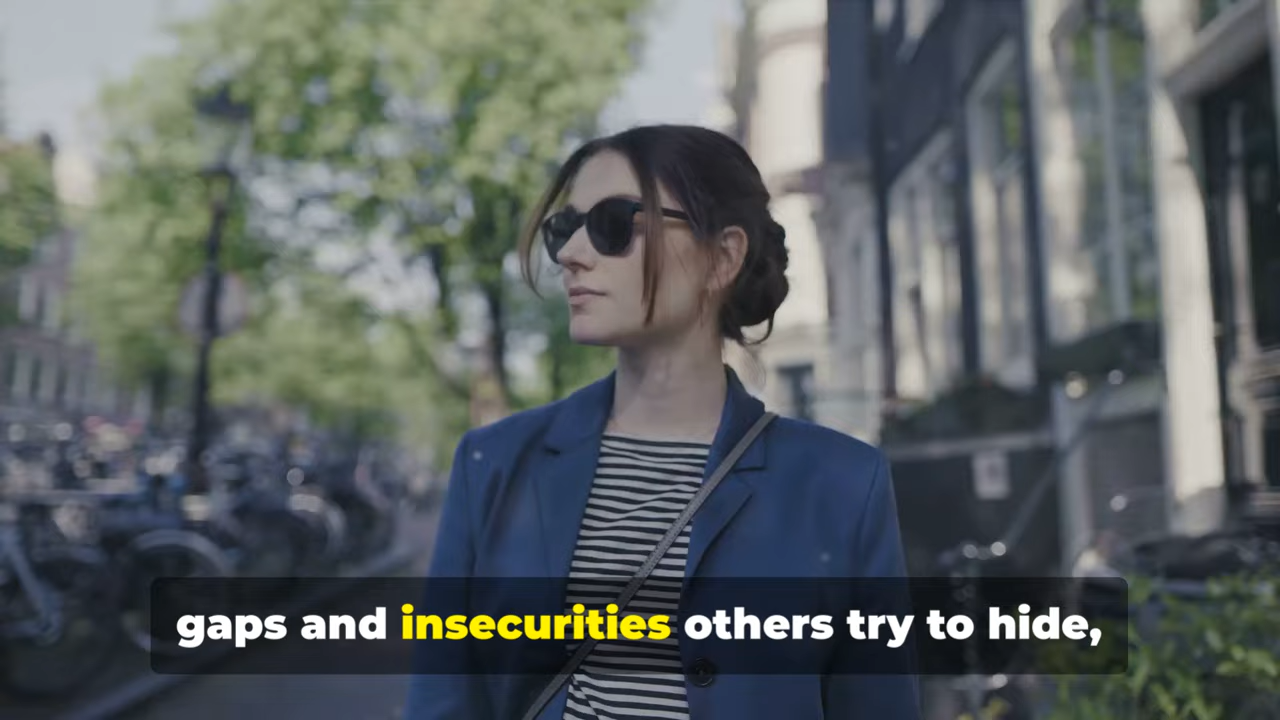 gaps and insecurities others try to hide,